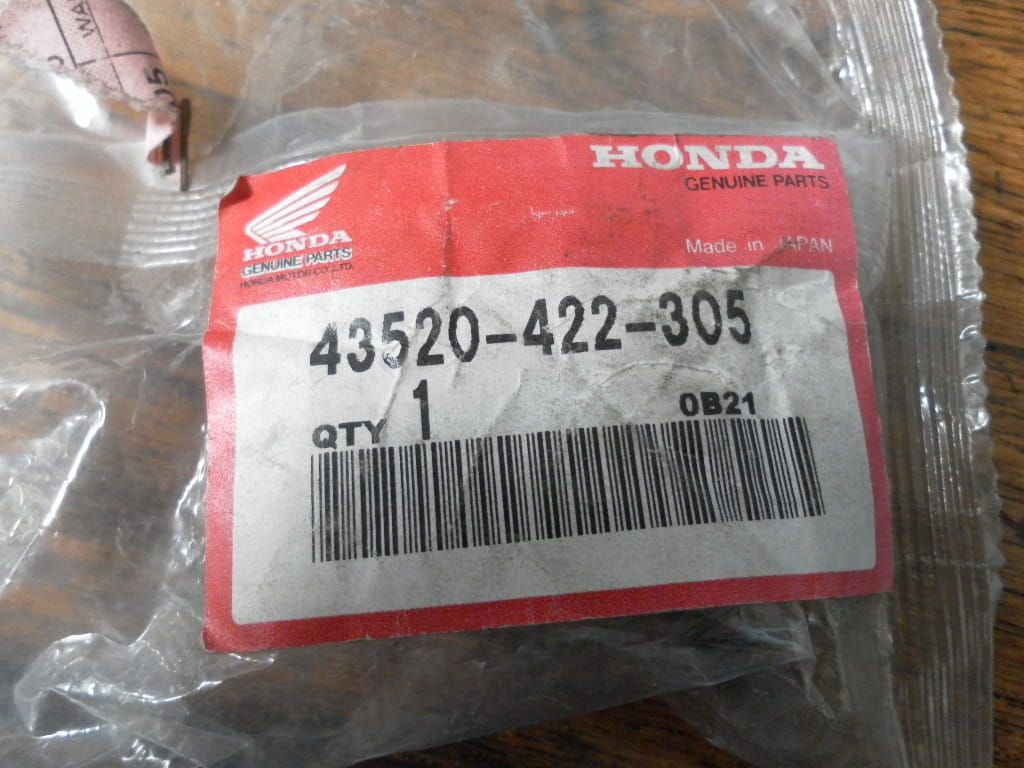 WA
HONDA
GENUINE PARTS
Made in JAPAN
HONDA
GENUINE PARTS
HONDA MOTOR CO.,LTD.
43520-422-305
QTY 1
0B21